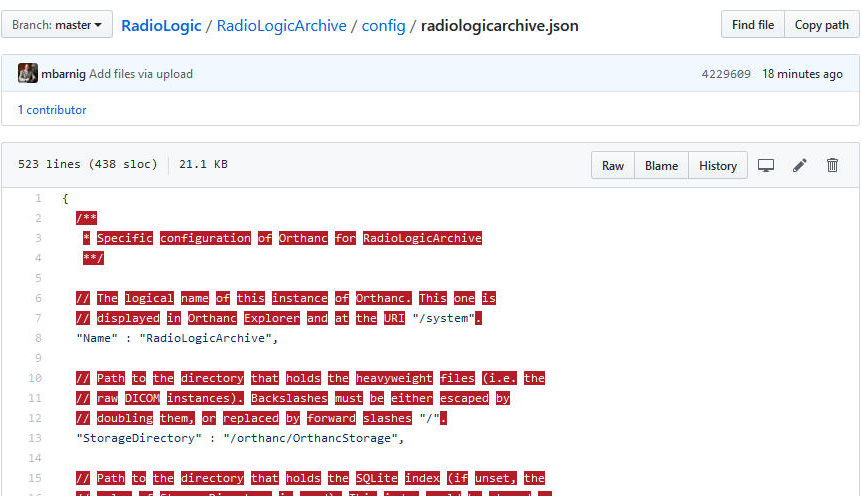 Branch: master RadioLogic / RadioLogicArchive / config / radiologicarchive.json Find file Copy path
mbarnig Add files via upload 4229609 18 minutes ago
1 contributor
523 lines (438 sloc) 21.1 KB Raw Blame History
1 {
2 /**
3 * Specific configuration of Orthanc for RadioLogicArchive
4 **/
5
6 // The logical name of this instance of Orthanc. This one is
7 // displayed in Orthanc Explorer and at the URI "/system".
8 "Name" : "RadioLogicArchive",
9
10 // Path to the directory that holds the heavyweight files (i.e. the
11 // raw DICOM instances). Backslashes must be either escaped by
12 // doubling them, or replaced by forward slashes "/".
13 "StorageDirectory" : "/orthanc/OrthancStorage",
14
15 // Path to the directory that holds the SQLite index (if unset, the